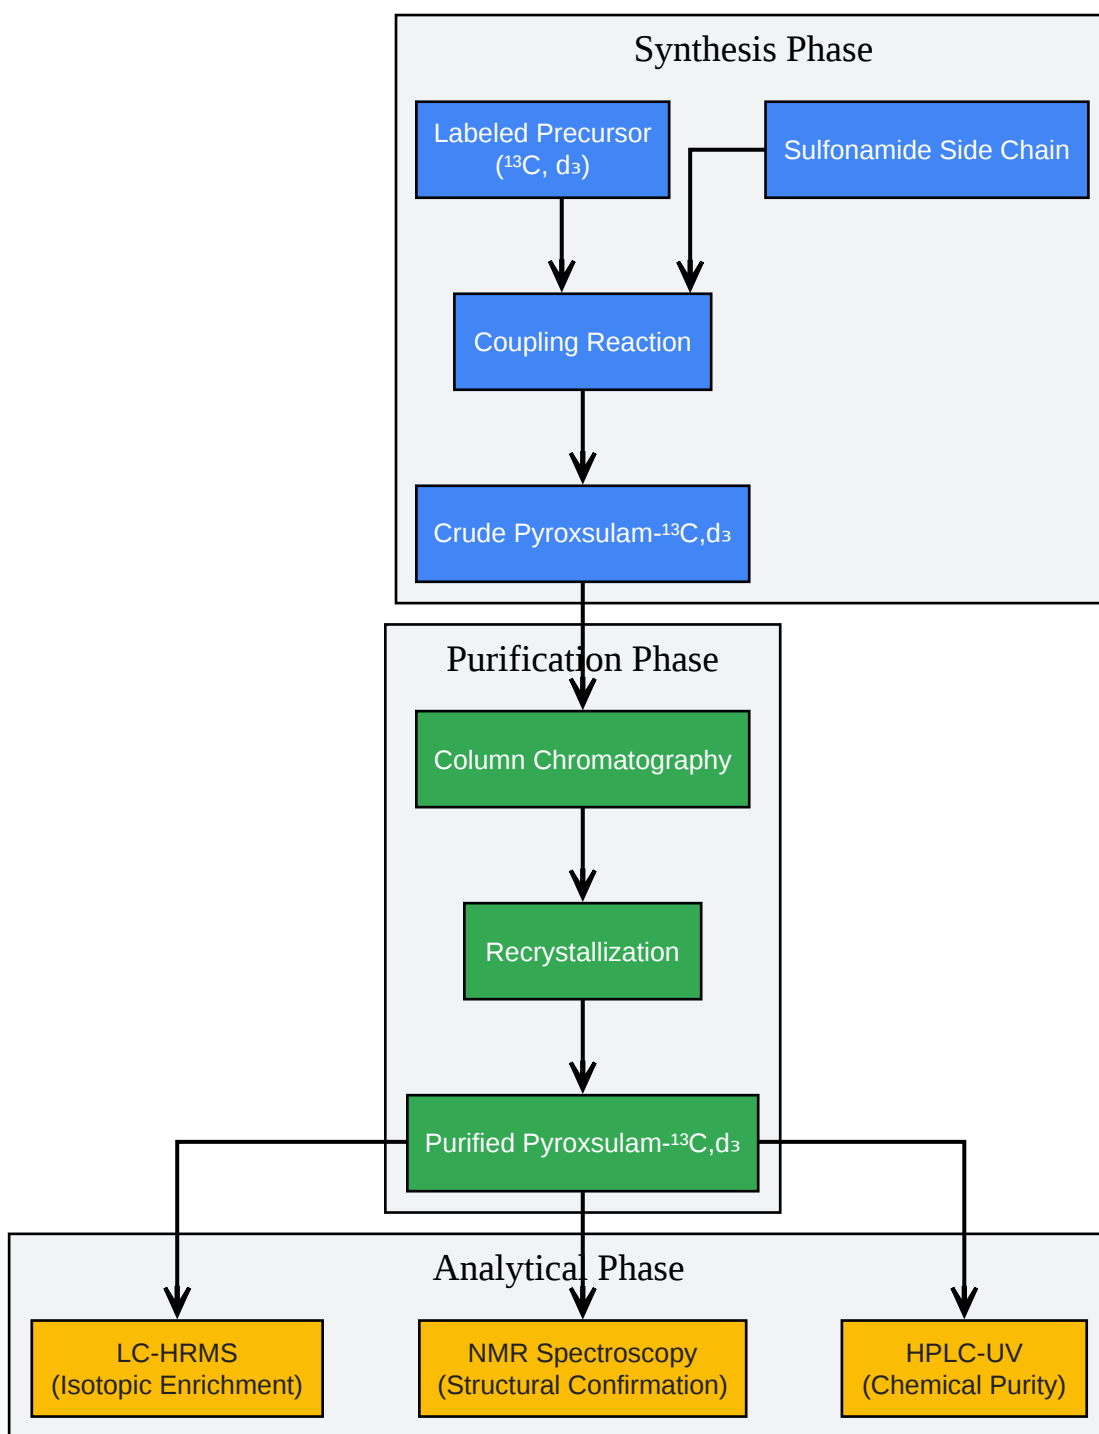 Synthesis Phase
Labeled Precursor
(¹³C, d₃)
Sulfonamide Side Chain
Coupling Reaction
Crude Pyroxsulam-¹³C,d₃
Purification Phase
Column Chromatography
Recrystallization
Purified Pyroxsulam-¹³C,d₃
Analytical Phase
LC-HRMS
(Isotopic Enrichment)
NMR Spectroscopy
(Structural Confirmation)
HPLC-UV
(Chemical Purity)